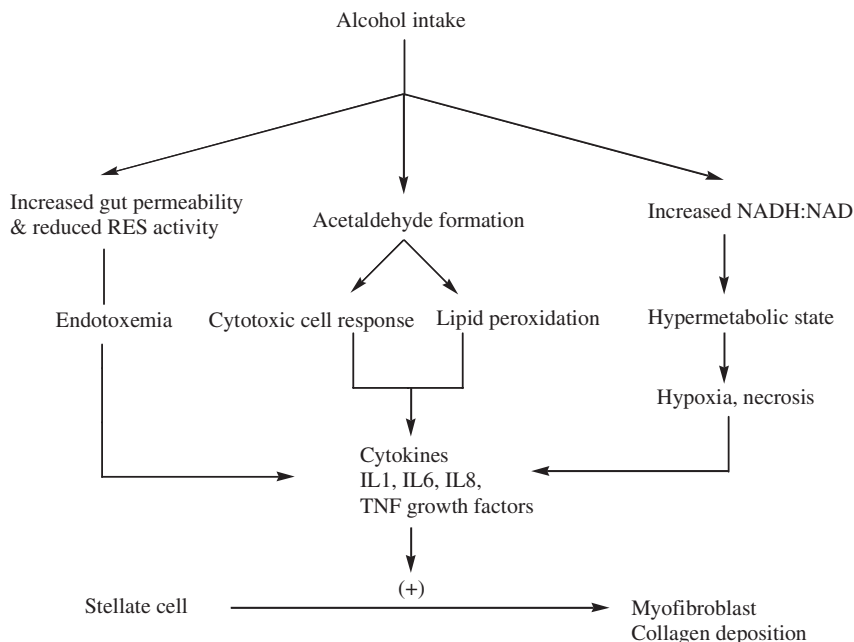 Alcohol intake
Increased gut permeability
& reduced RES activity
Acetaldehyde formation
Increased NADH:NAD
Endotoxemia
Cytotoxic cell response
Lipid peroxidation
Hypermetabolic state
Hypoxia, necrosis
Cytokines
IL1, IL6, IL8,
TNF growth factors
(+)
Stellate cell
Myofibroblast
Collagen deposition